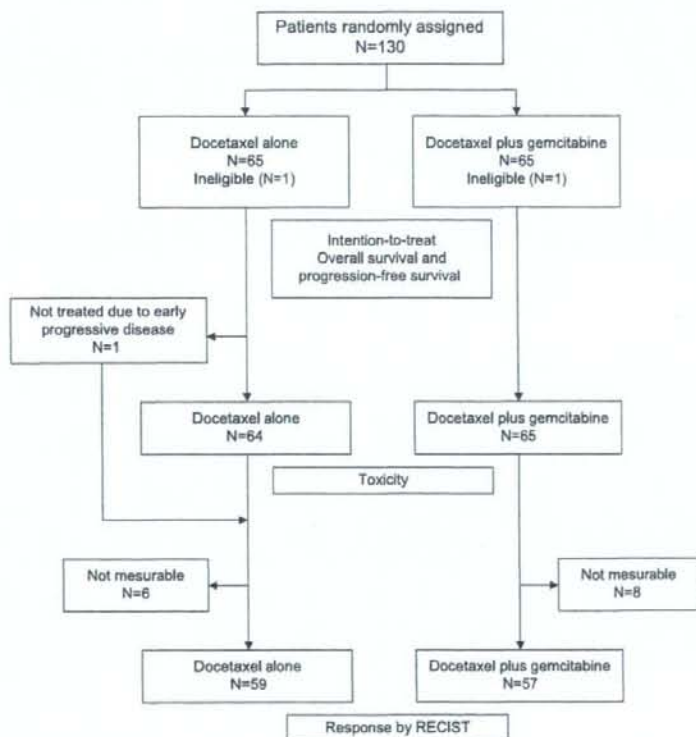 Patients randomly assigned
N=130
Docetaxel alone
N=65
Ineligible (N=1)
Docetaxel plus gemcitabine
N=65
Ineligible (N=1)
Intention-to-treat
Overall survival and
progression-free survival
Not treated due to early
progressive disease
N=1
Docetaxel alone
N=64
Docetaxel plus gemcitabine
N=65
Toxicity
Not mesurable
N=6
Not mesurable
N=8
Docetaxel alone
N=59
Docetaxel plus gemcitabine
N=57
Response by RECIST